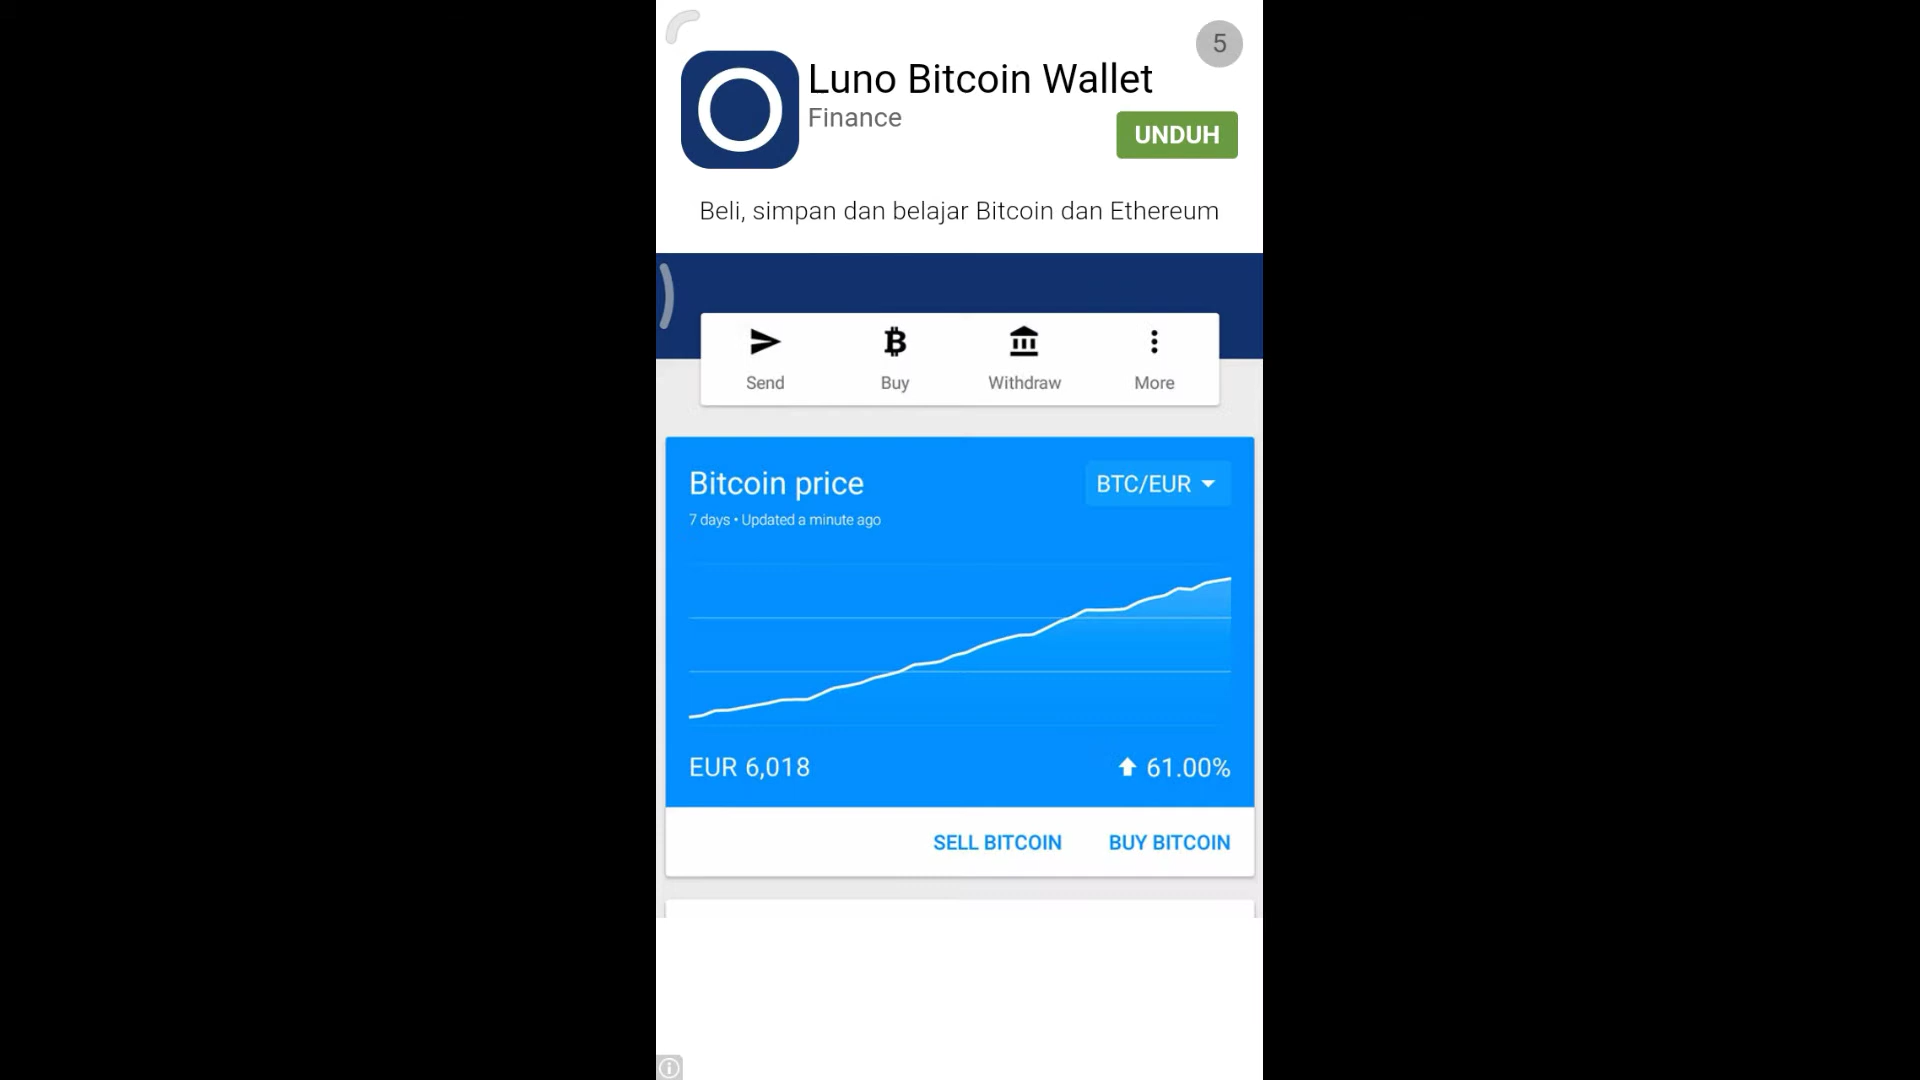 5
Luno Bitcoin Wallet
Finance
UNDUH
Beli, simpan dan belajar Bitcoin dan Ethereum
Send Buy Withdraw More
Bitcoin price BTC/EUR
7 days • Updated a minute ago
EUR 6,018 61.00%
SELL BITCOIN BUY BITCOIN